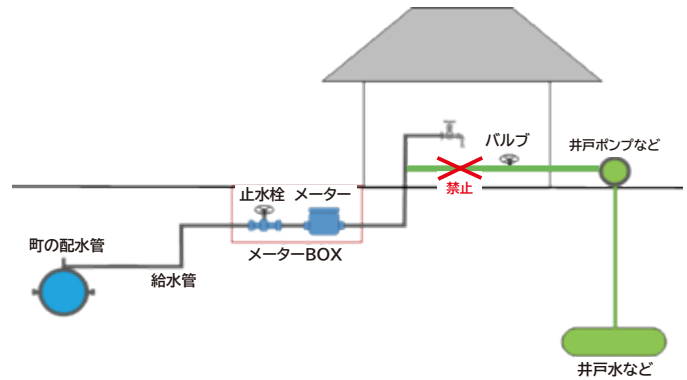 バルブ
井戸ポンプなど
禁止
止水栓
メーター
町の配水管
メーターBOX
給水管
井戸水など